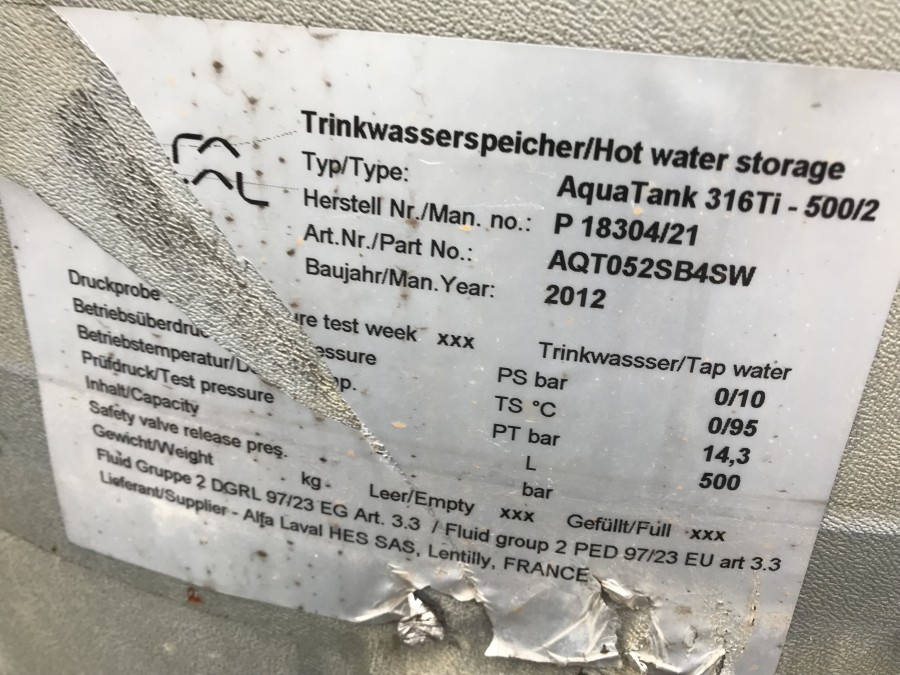 Trinkwasserspeicher/Hot water storage
Typ/Type: AquaTank 316Ti - 500/2
Herstell Nr./Man. no.: P 18304/21
Art.Nr./Part No.: AQT052SB4SW
Baujahr/Man.Year: 2012
Druckprobe re test week xxx Trinkwassser/Tap water
Betriebsüberdru essure PS bar 0/10
Betriebstemperatur/D p. TS °C 0/95
Prüfdruck/Test pressure PT bar 14,3
Inhalt/Capacity L 500
Safety valve release pres. bar
Gewicht/Weight kg. Leer/Empty xxx Gefüllt/Full xxx
Fluid Gruppe 2 DGRL 97/23 EG Art. 3.3 / Fluid group 2 PED 97/23 EU art 3.3
Lieferant/Supplier - Alfa Laval HES SAS, Lentilly, FRANCE